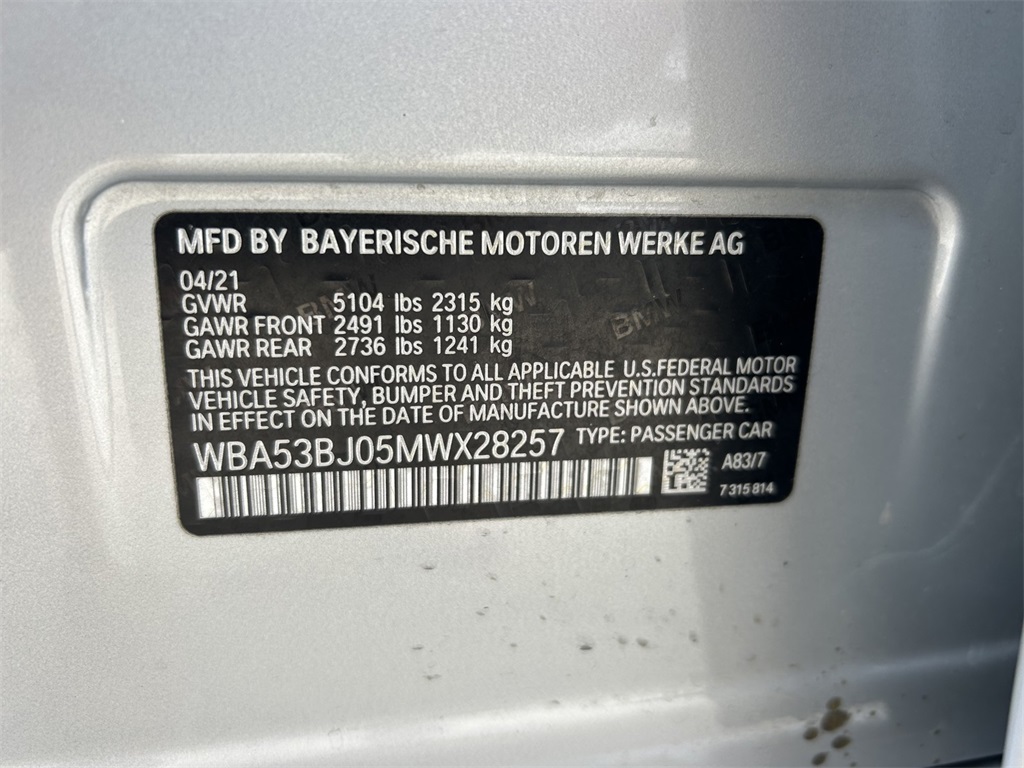 MFD BY BAYERISCHE MOTOREN WERKE AG
04/21
GVWR 5104 lbs 2315 kg
GAWR FRONT 2491 lbs 1130 kg
GAWR REAR 2736 lbs 1241 kg
THIS VEHICLE CONFORMS TO ALL APPLICABLE U.S.FEDERAL MOTOR
VEHICLE SAFETY, BUMPER AND THEFT PREVENTION STANDARDS
IN EFFECT ON THE DATE OF MANUFACTURE SHOWN ABOVE.
WBA53BJ05MWX28257 TYPE: PASSENGER CAR
A83/7
7 315 814
BMW
BMW